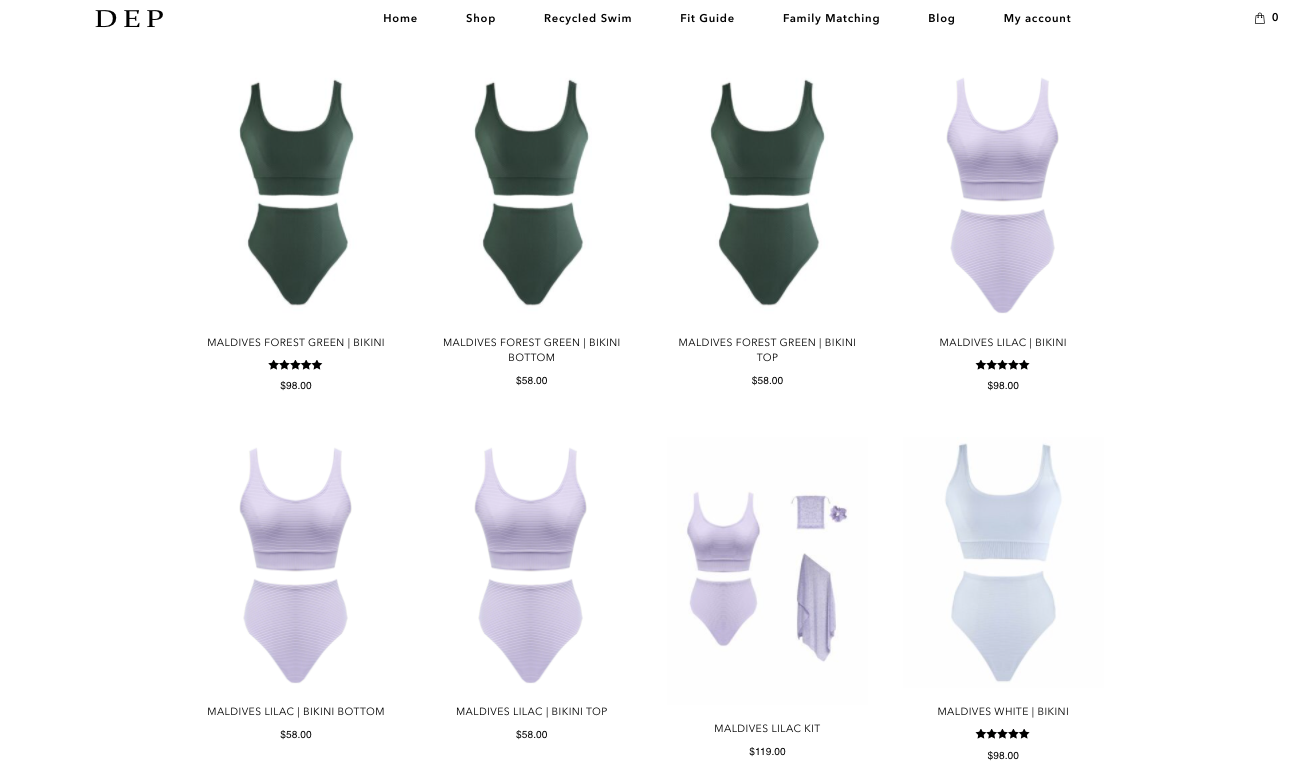 DEP
Home
Shop
Recycled Swim
Fit Guide
Family Matching
Blog
My account
0
MALDIVES FOREST GREEN | BIKINI
$98.00
MALDIVES FOREST GREEN | BIKINI
BOTTOM
$58.00
MALDIVES FOREST GREEN | BIKINI
TOP
$58.00
MALDIVES LILAC | BIKINI
$98.00
MALDIVES LILAC | BIKINI BOTTOM
$58.00
MALDIVES LILAC | BIKINI TOP
$58.00
MALDIVES LILAC KIT
$119.00
MALDIVES WHITE | BIKINI
$98.00